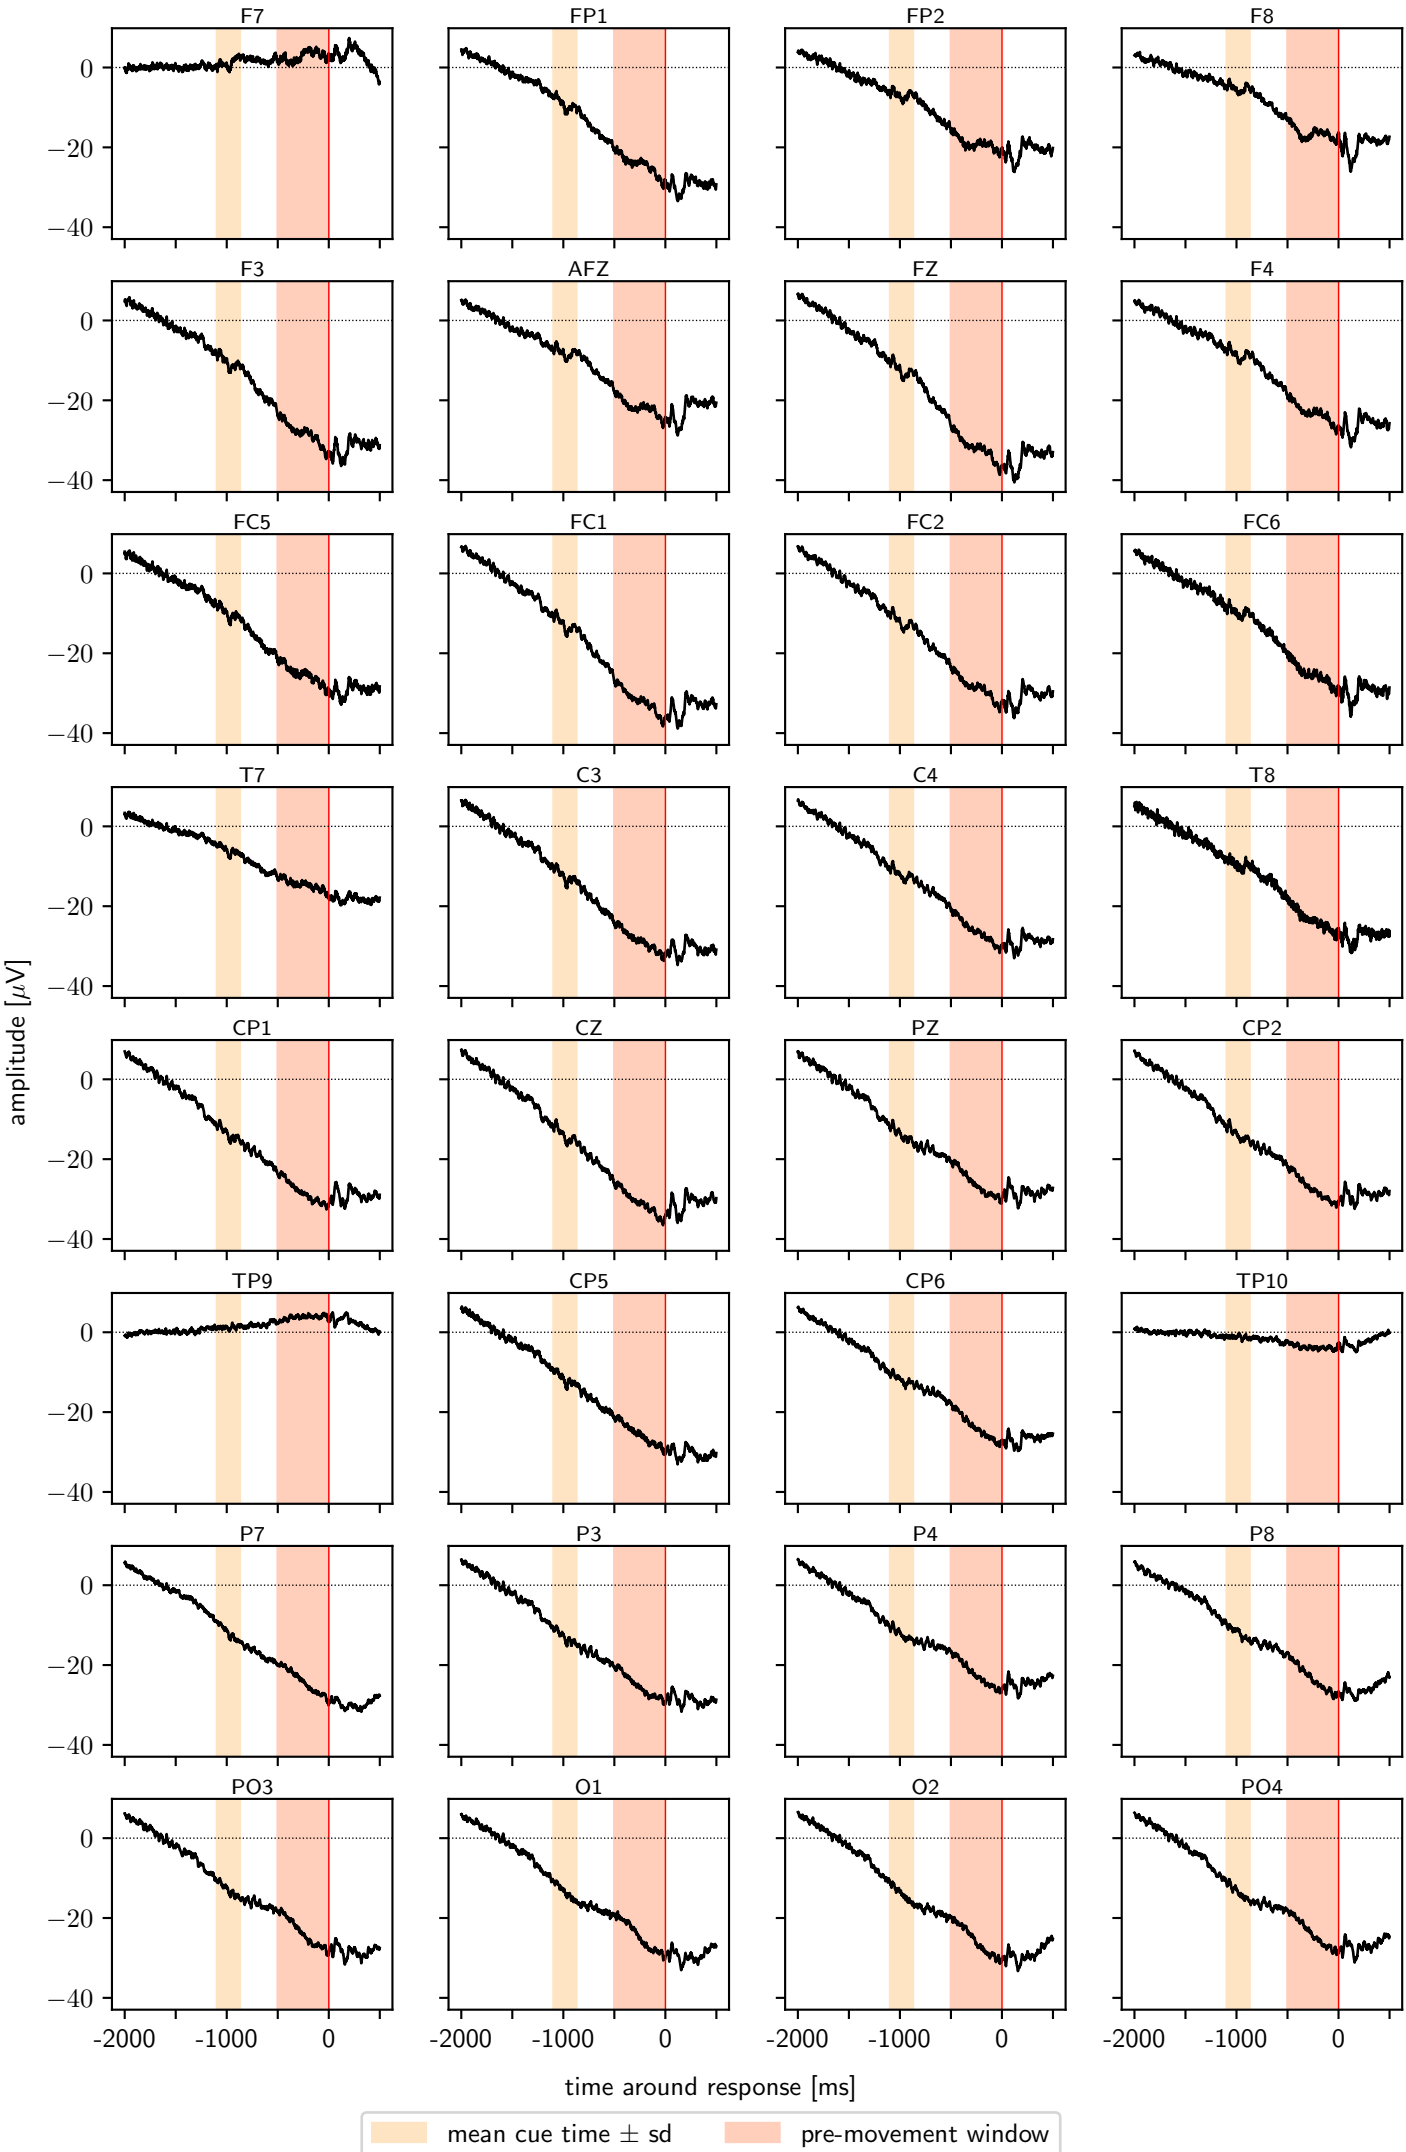 F7 FP1 FP2 F8
0
−20
−40
F3 AFZ FZ F4
0
−20
−40
FC5 FC1 FC2 FC6
0
−20
−40
T7 C3 C4 T8
0
−20
−40
amplitude [μV]
CP1 CZ PZ CP2
0
−20
−40
TP9 CP5 CP6 TP10
0
−20
−40
P7 P3 P4 P8
0
−20
−40
PO3 O1 O2 PO4
0
−20
−40
-2000 -1000 0 -2000 -1000 0 -2000 -1000 0 -2000 -1000 0
time around response [ms]
mean cue time ± sd pre-movement window